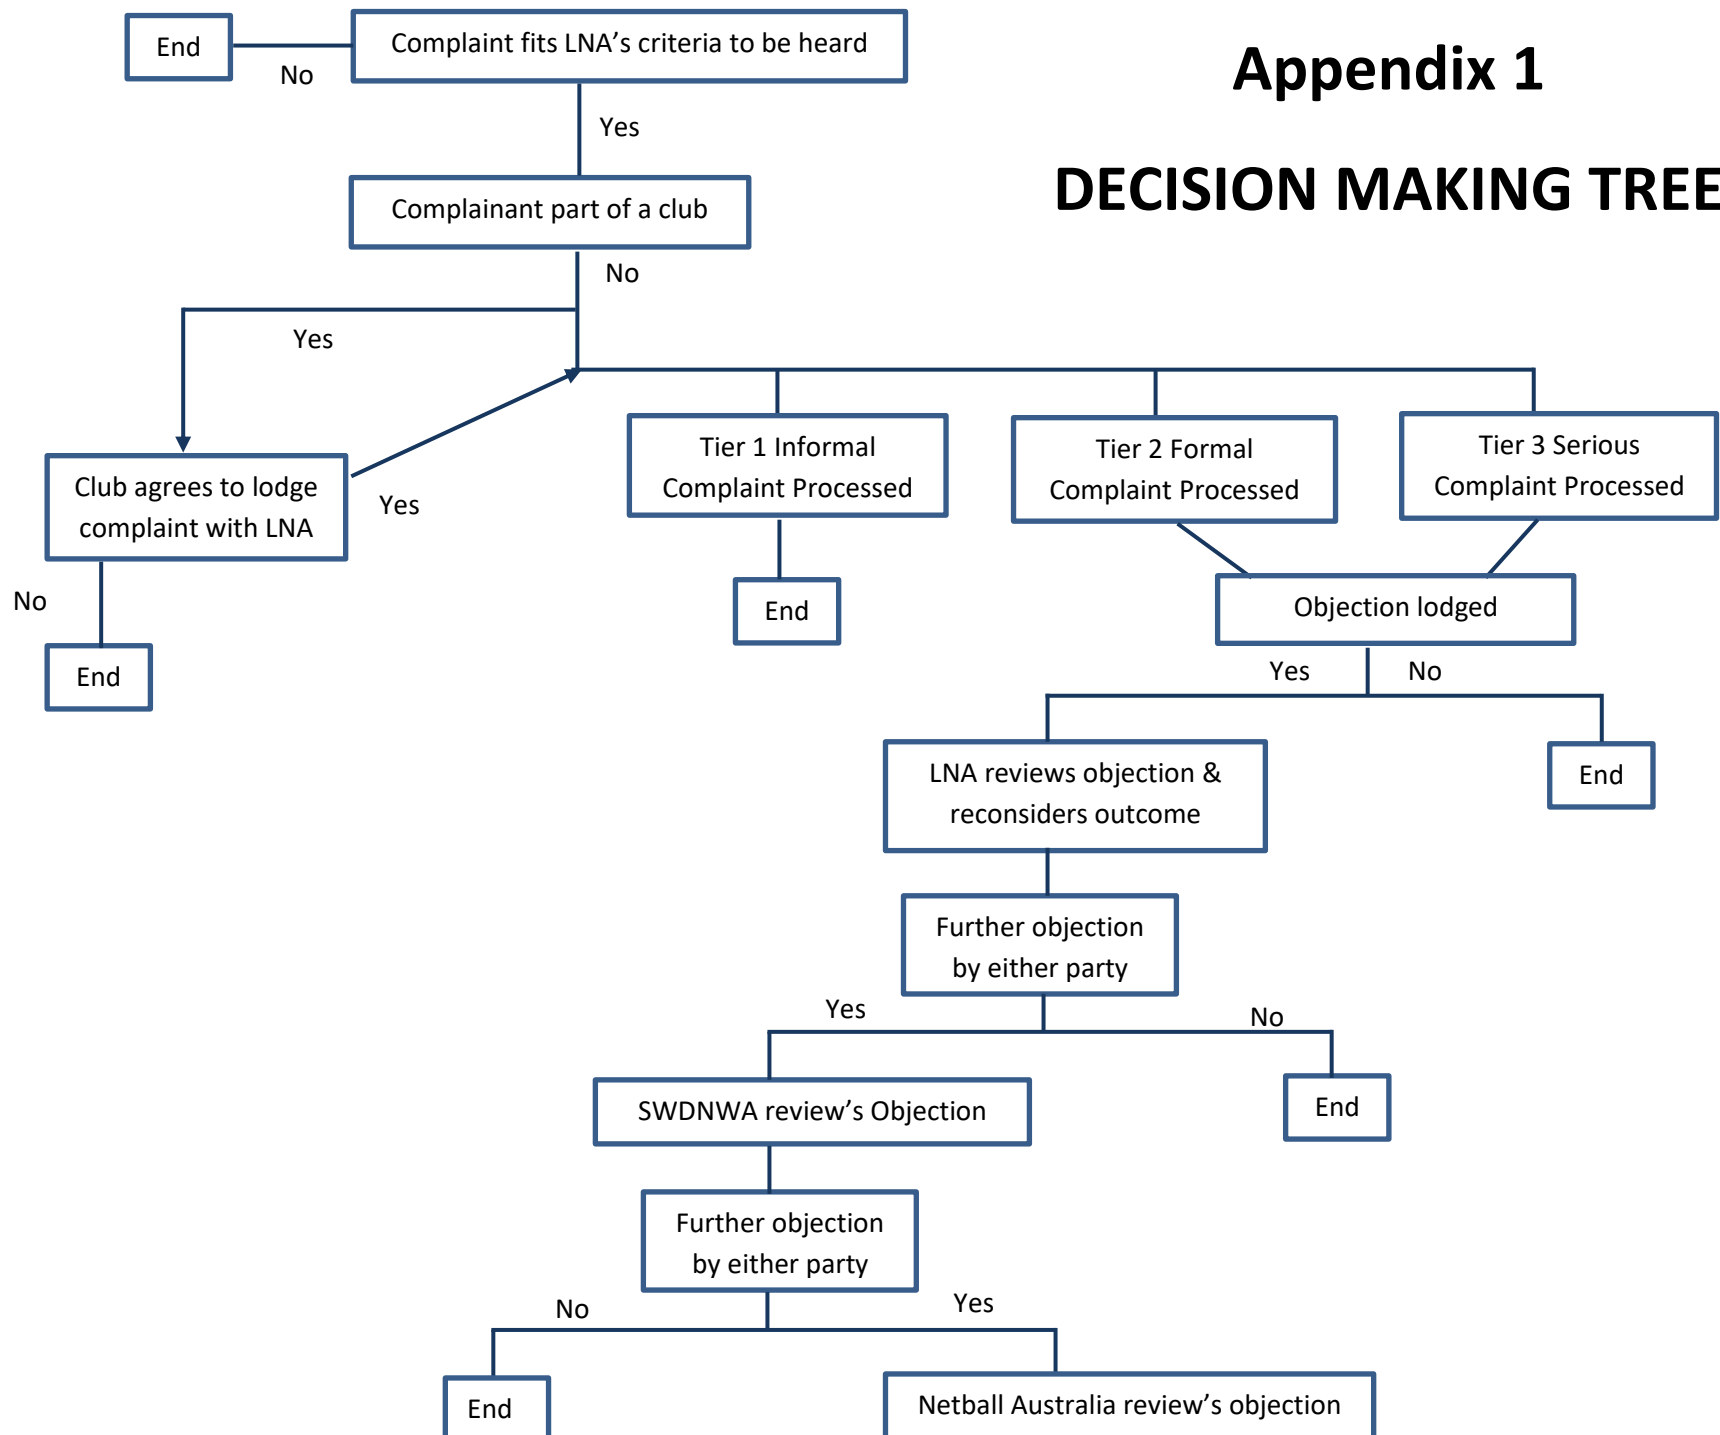 Appendix 1
DECISION MAKING TREE
End
No
Complaint fits LNA’s criteria to be heard
Yes
Complainant part of a club
No
Yes
Club agrees to lodge
complaint with LNA
Yes
No
End
Tier 1 Informal
Complaint Processed
End
Tier 2 Formal
Complaint Processed
Tier 3 Serious
Complaint Processed
Objection lodged
Yes
No
LNA reviews objection &
reconsiders outcome
End
Further objection
by either party
Yes
No
SWDNWA review’s Objection
End
Further objection
by either party
No
Yes
End
Netball Australia review’s objection